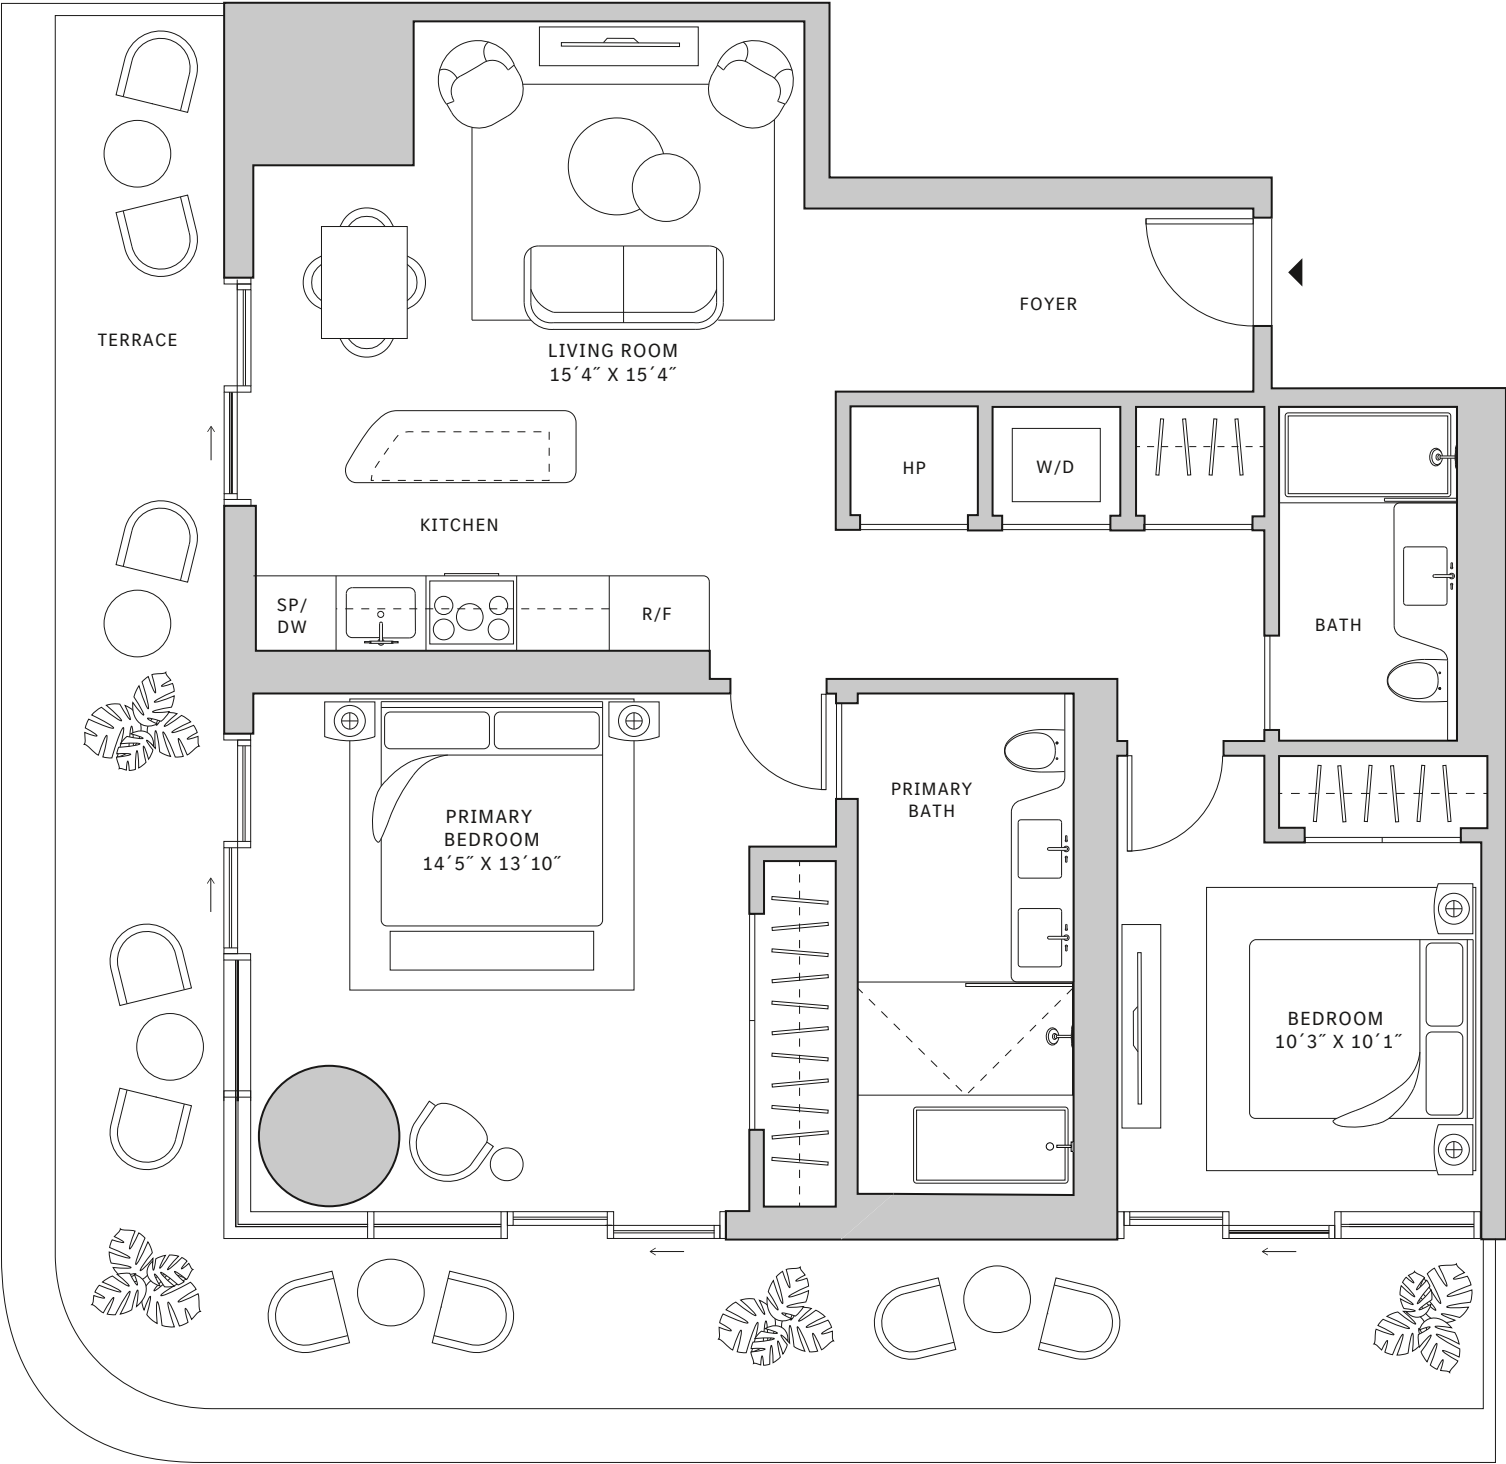 TERRACE
LIVING ROOM
15´4˝ X 15´4˝
FOYER
HP
W/D
KITCHEN
SP/
DW
R/F
BATH
PRIMARY
BEDROOM
14´5˝ X 13´10˝
PRIMARY
BATH
BEDROOM
10´3˝ X 10´1˝